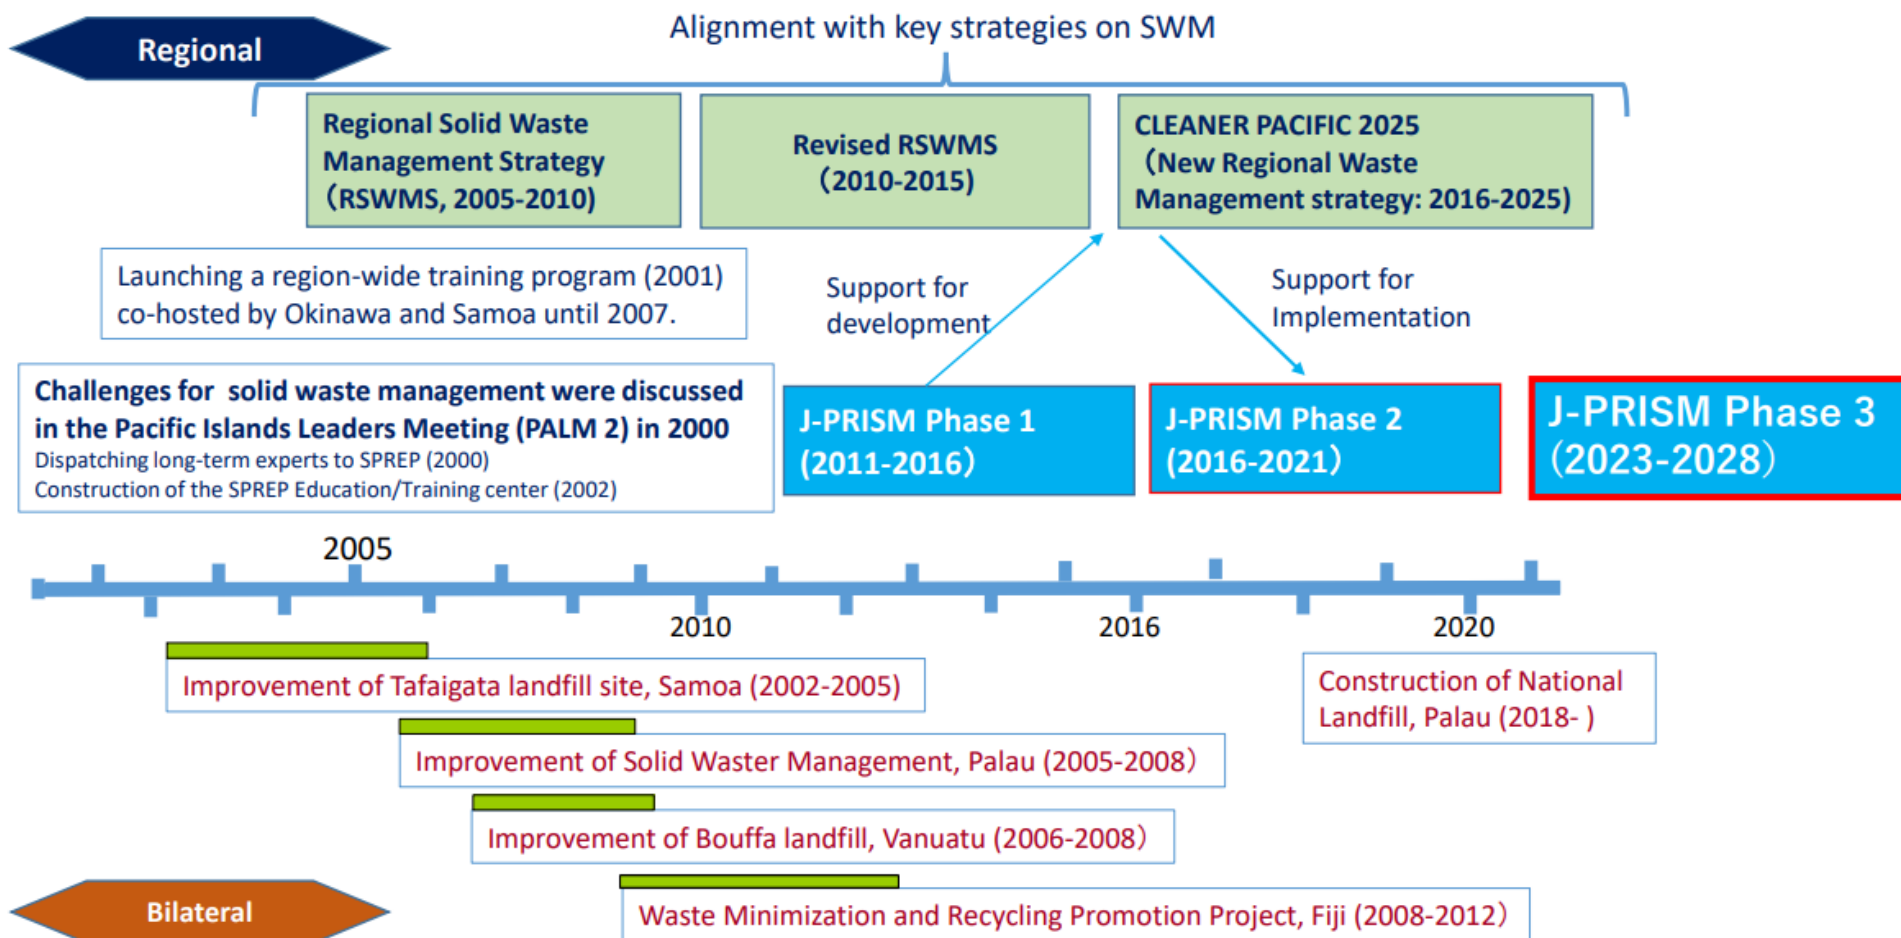 Regional
Alignment with key strategies on SWM
Regional Solid Waste
Management Strategy
（RSWMS, 2005-2010)
Revised RSWMS
（2010-2015)
CLEANER PACIFIC 2025
（New Regional Waste
Management strategy: 2016-2025)
Launching a region-wide training program (2001)
co-hosted by Okinawa and Samoa until 2007.
Support for
development
Support for
Implementation
Challenges for solid waste management were discussed
in the Pacific Islands Leaders Meeting (PALM 2) in 2000
Dispatching long-term experts to SPREP (2000)
Construction of the SPREP Education/Training center (2002)
J-PRISM Phase 1
(2011-2016）
J-PRISM Phase 2
(2016-2021）
J-PRISM Phase 3
（2023-2028）
2005
2010
2016
2020
Improvement of Tafaigata landfill site, Samoa (2002-2005)
Construction of National
Landfill, Palau (2018- )
Improvement of Solid Waster Management, Palau (2005-2008）
Improvement of Bouffa landfill, Vanuatu (2006-2008）
Waste Minimization and Recycling Promotion Project, Fiji (2008-2012）
Bilateral